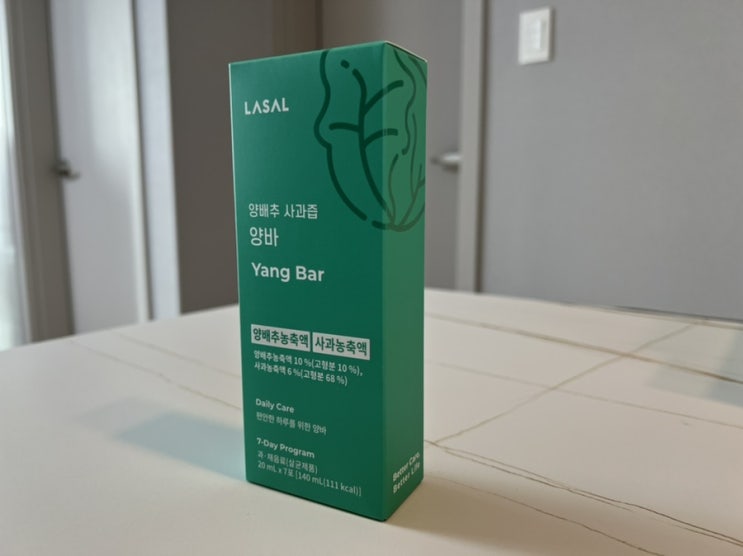 LASAL
양배추 사과즙
양바
Yang Bar
양배추농축액 사과농축액
양배추농축액 10 %(고형분 10 %),
사과농축액 6 %(고형분 68 %)
Daily Care
편안한 하루를 위한 양바
7-Day Program
과·채음료(살균제품)
20 mL x 7포 [140 mL(111 kcal)]
Better Care,
Better Life